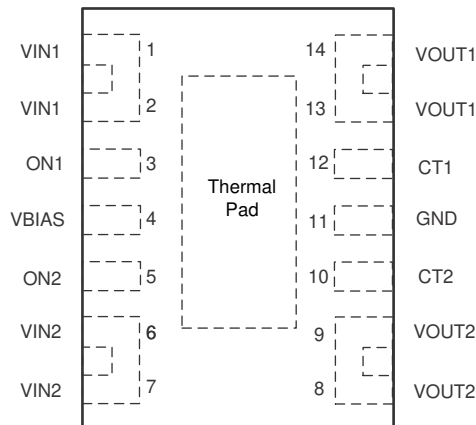 VIN1 1 14 VOUT1
VIN1 2 13 VOUT1
ON1 3 12 CT1
Thermal
Pad
VBIAS 4 11 GND
ON2 5 10 CT2
VIN2 6 9 VOUT2
VIN2 7 8 VOUT2